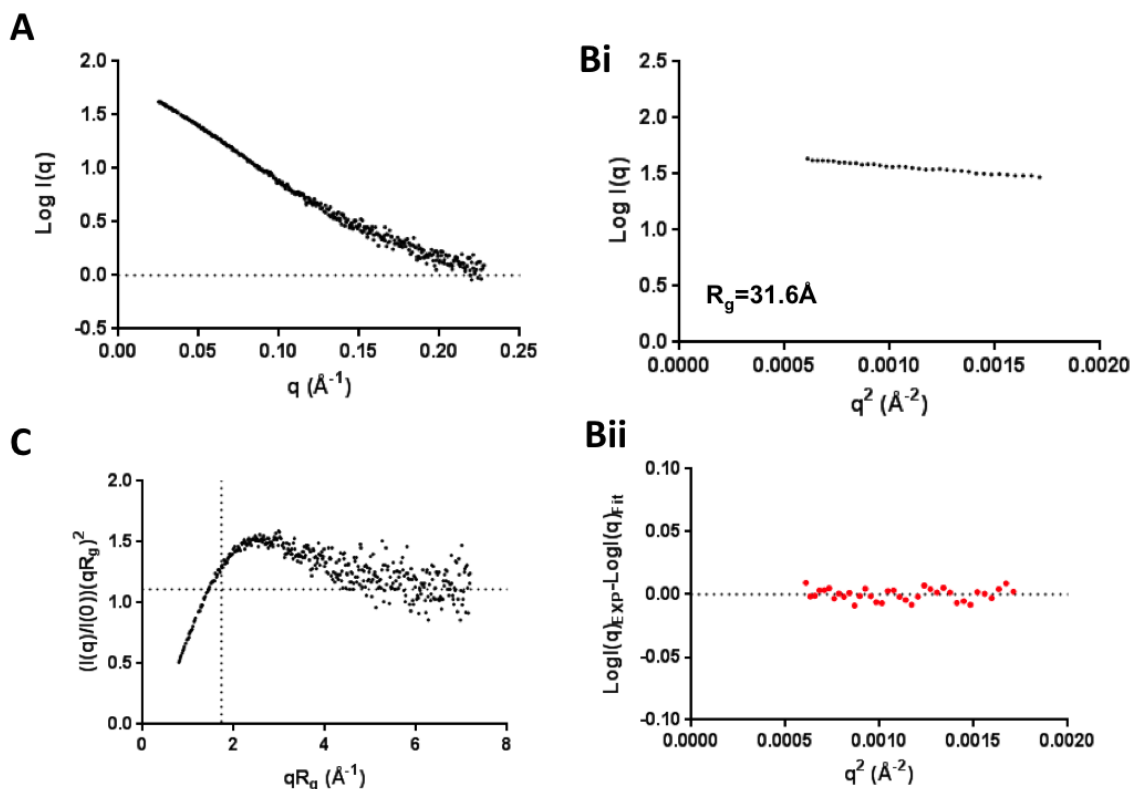 A
2.0
1.5
1.0
0.5
0.0
-0.5
0.00 0.05 0.10 0.15 0.20 0.25
Log I(q)
q (Å⁻¹)
Bi
2.5
2.0
1.5
1.0
0.5
0.0
0.0000 0.0005 0.0010 0.0015 0.0020
Log I(q)
q² (Å⁻²)
Rg=31.6Å
C
2.0
1.5
1.0
0.5
0.0
0 2 4 6 8
(I(q)/I(0))(qRg)²
qRg (Å⁻¹)
Bii
0.10
0.05
0.00
-0.05
-0.10
0.0000 0.0005 0.0010 0.0015 0.0020
LogI(q)EXP-LogI(q)Fit
q² (Å⁻²)